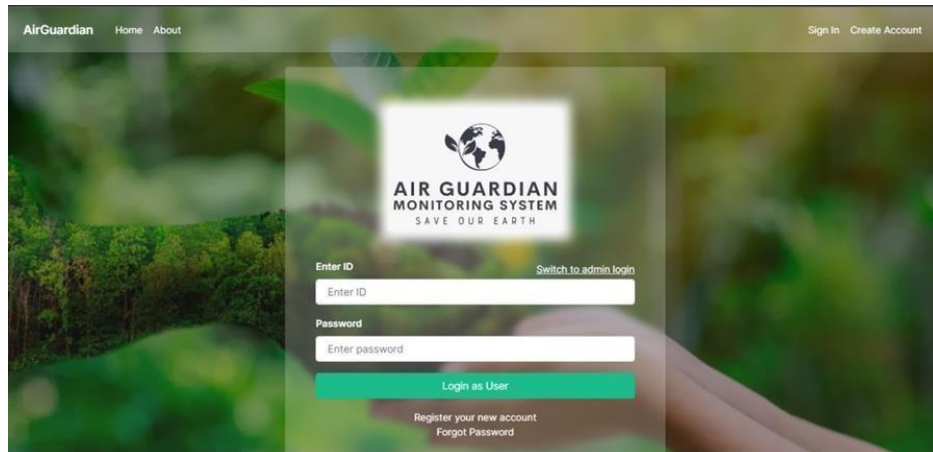 AirGuardian Home About Sign In Create Account
AIR GUARDIAN
MONITORING SYSTEM
SAVE OUR EARTH
Enter ID Switch to admin login
Enter ID
Password
Enter password
Login as User
Register your new account
Forgot Password